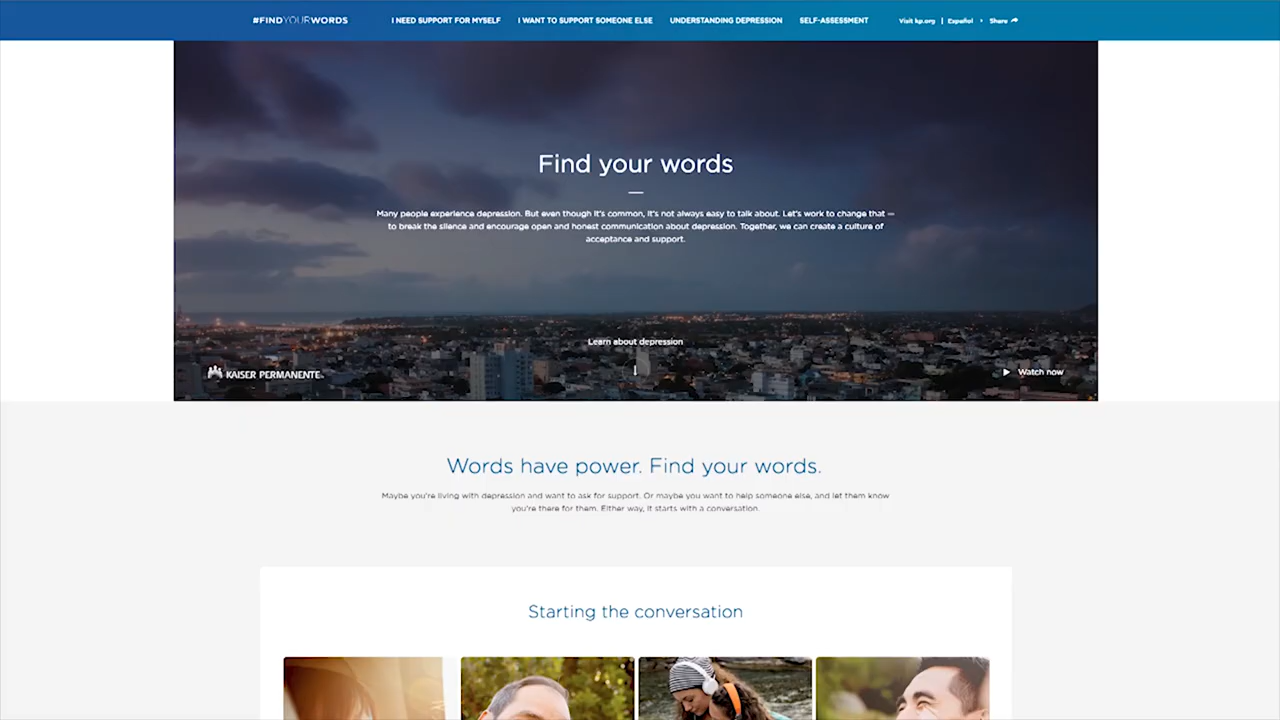 #FINDYOURWORDS
I NEED SUPPORT FOR MYSELF
I WANT TO SUPPORT SOMEONE ELSE
UNDERSTANDING DEPRESSION
SELF-ASSESSMENT
Visit kp.org | Español
Share
Find your words
Many people experience depression. But even though it's common, it's not always easy to talk about. Let's work to change that —
to break the silence and encourage open and honest communication about depression. Together, we can create a culture of
acceptance and support.
Learn about depression
KAISER PERMANENTE
Watch now
Words have power. Find your words.
Maybe you're living with depression and want to ask for support. Or maybe you want to help someone else, and let them know
you're there for them. Either way, it starts with a conversation.
Starting the conversation